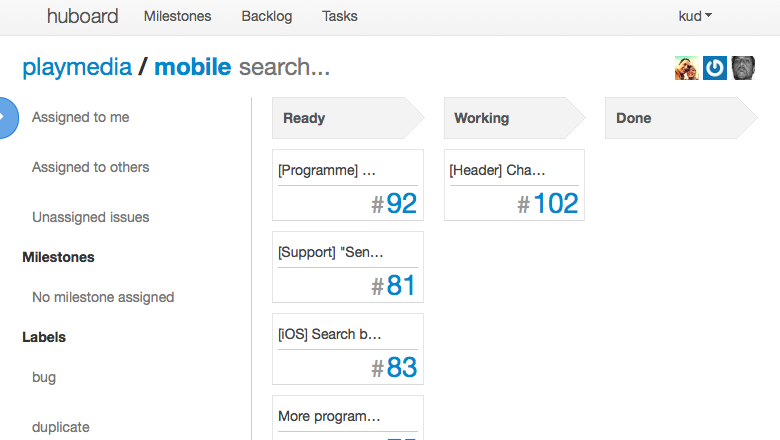 huboard Milestones Backlog Tasks kud
playmedia / mobile search...
Assigned to me
Assigned to others
Unassigned issues
Milestones
No milestone assigned
Labels
bug
duplicate
Ready
[Programme] ...
#92
[Support] "Sen...
#81
[iOS] Search b...
#83
More program...
Working
[Header] Cha...
#102
Done